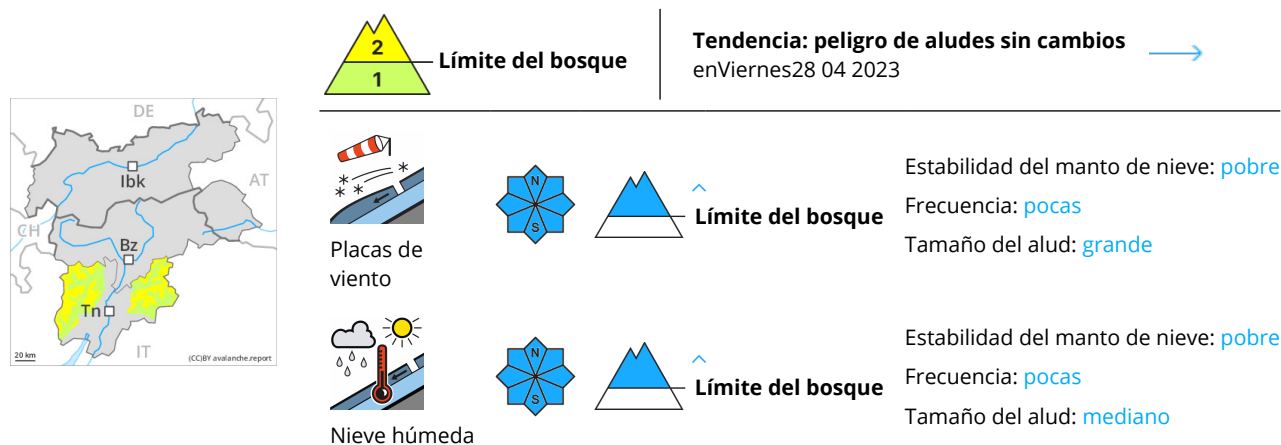 2
1
Límite del bosque
Tendencia: peligro de aludes sin cambios
enViernes28 04 2023
DE
Ibk
AT
CH
Bz
Tn
IT
20 km
(CC)BY avalanche.report
N
S
Límite del bosque
Placas de
viento
Estabilidad del manto de nieve: pobre
Frecuencia: pocas
Tamaño del alud: grande
N
S
Límite del bosque
Nieve húmeda
Estabilidad del manto de nieve: pobre
Frecuencia: pocas
Tamaño del alud: mediano